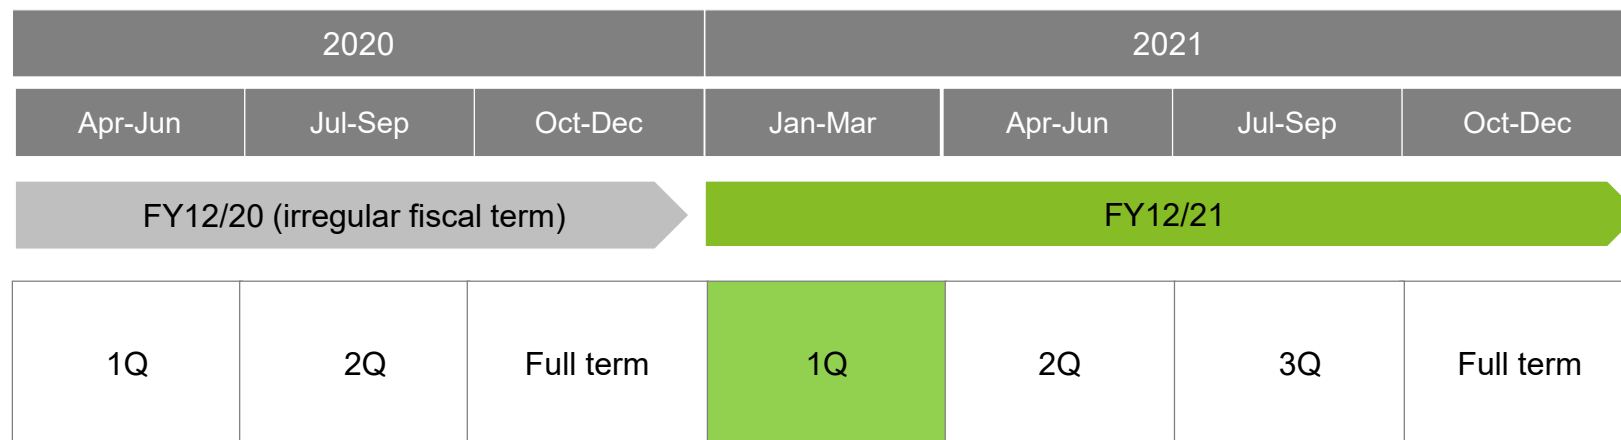 2020 2021
Apr-Jun Jul-Sep Oct-Dec Jan-Mar Apr-Jun Jul-Sep Oct-Dec
FY12/20 (irregular fiscal term) FY12/21
1Q 2Q Full term 1Q 2Q 3Q Full term